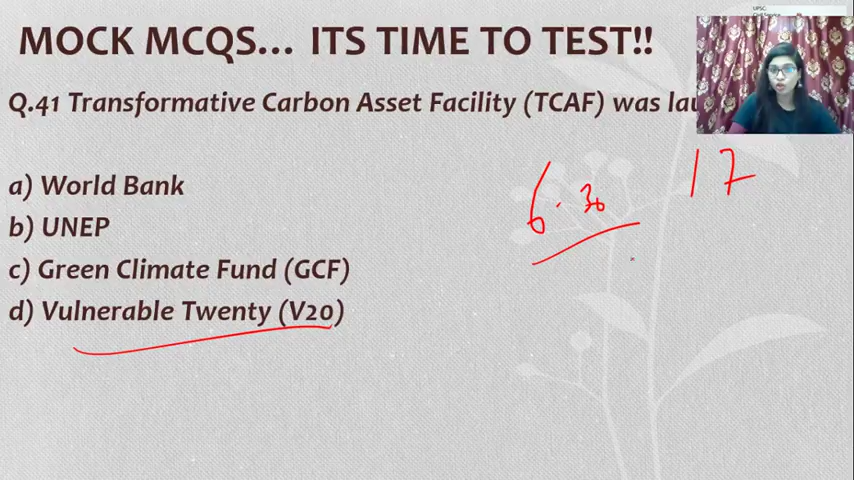 UPSC
MOCK MCQS... ITS TIME TO TEST!!
Q.41 Transformative Carbon Asset Facility (TCAF) was
a) World Bank
b) UNEP
c) Green Climate Fund (GCF)
d) Vulnerable Twenty (V20)
6.30
17